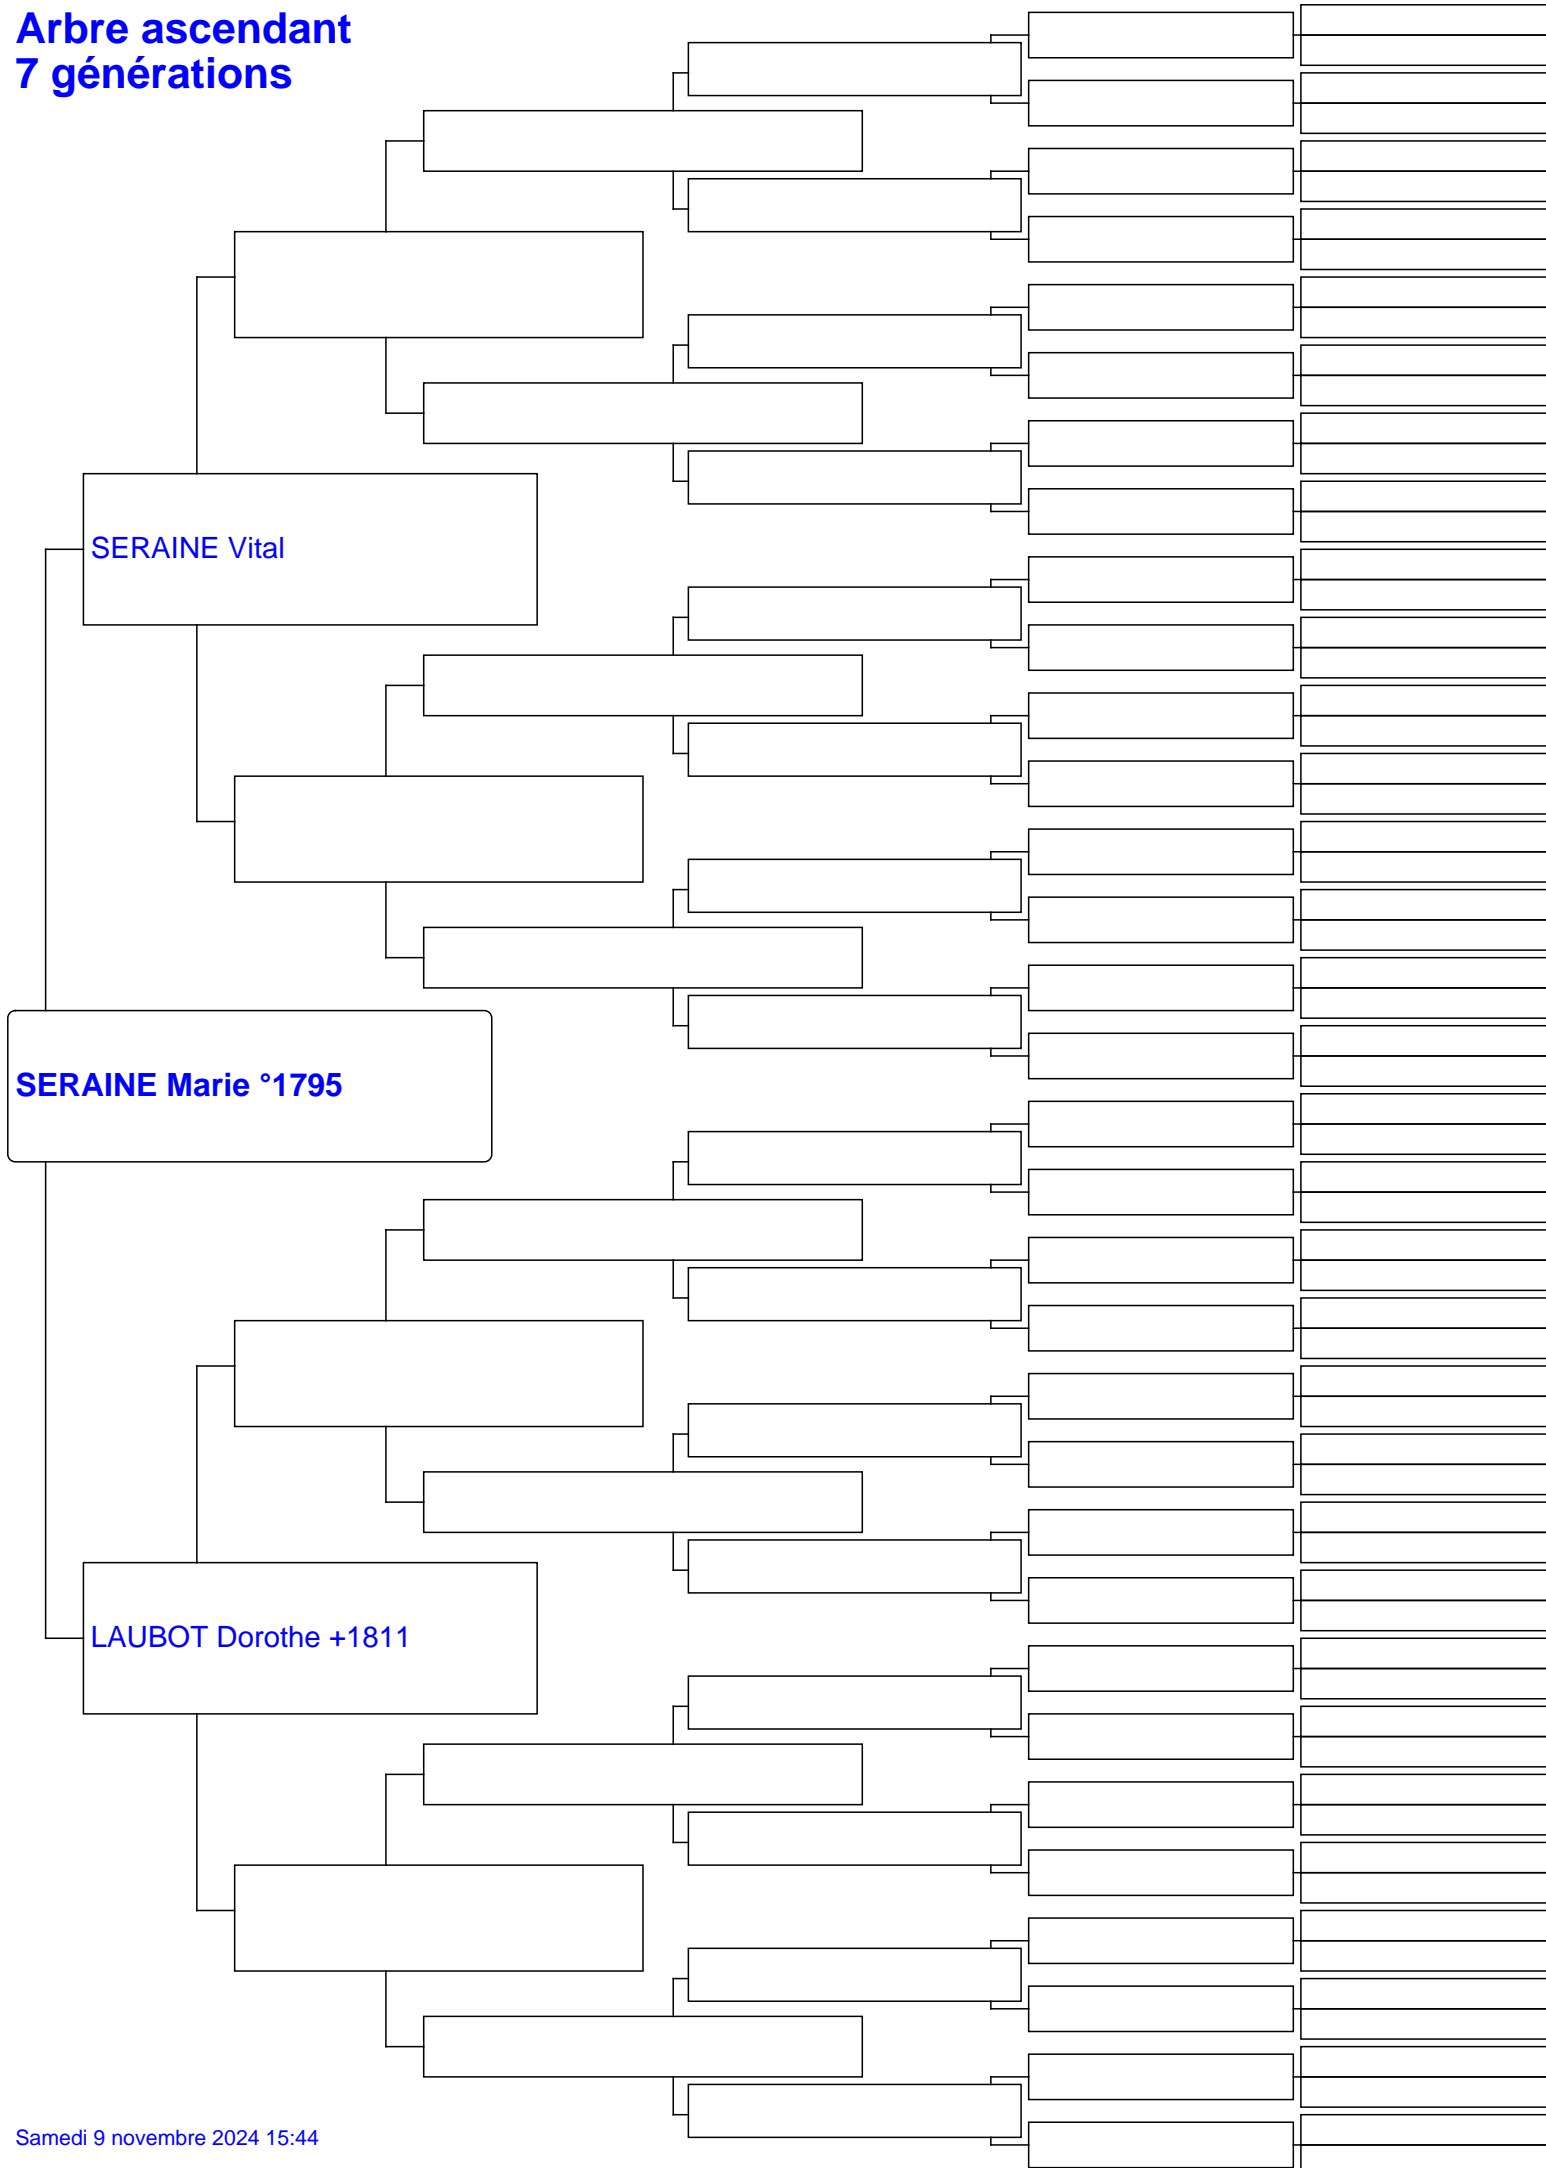 Arbre ascendant
7 générations
SERAINE Vital
SERAINE Marie °1795
LAUBOT Dorothe +1811
Samedi 9 novembre 2024 15:44